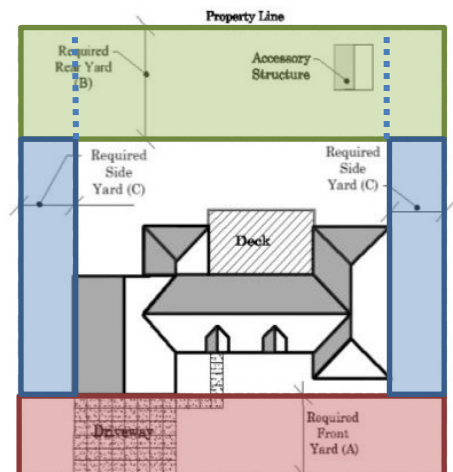 Property Line
Required
Rear Yard
(B)
Accessory
Structure
Required
Side
Yard (C)
Required
Side
Yard (C)
Deck
Driveway
Required
Front
Yard (A)